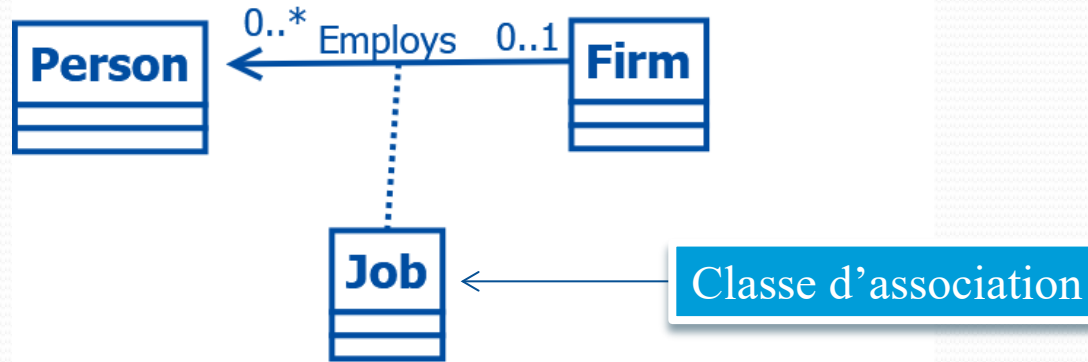 0..* Employs 0..1
Person
Firm
Job
Classe d’association